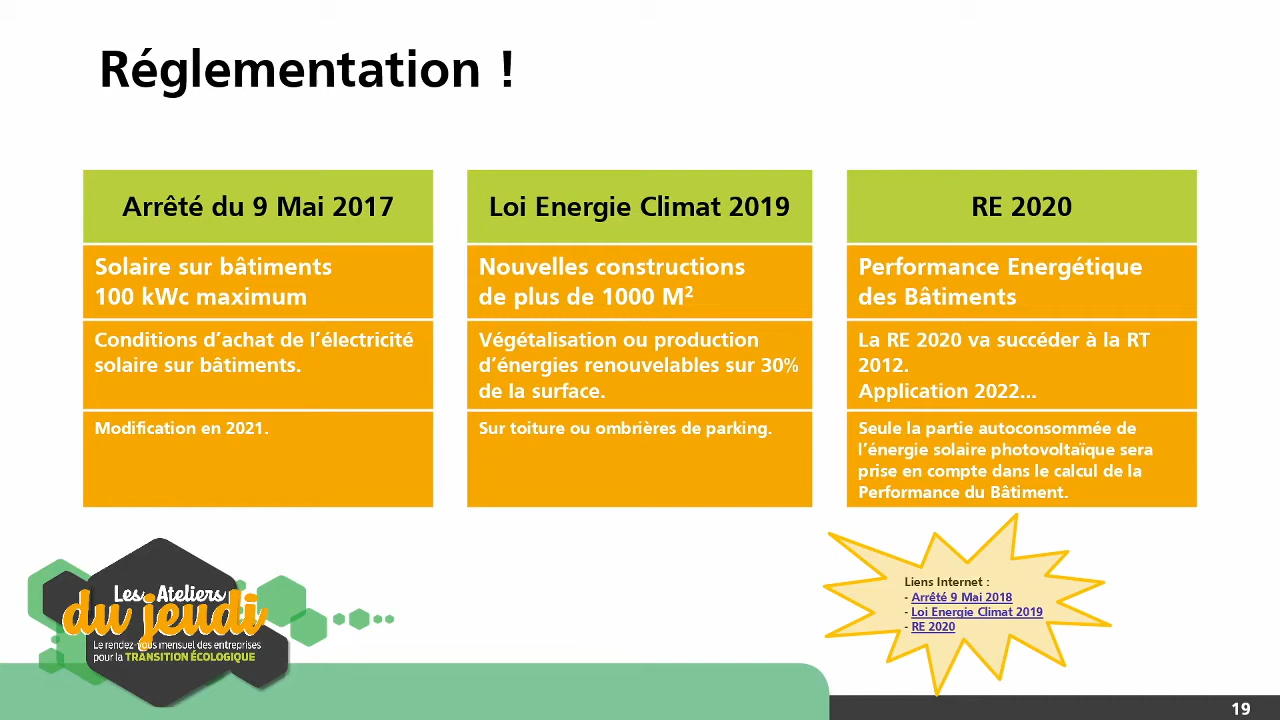 Réglementation !
Arrêté du 9 Mai 2017
Solaire sur bâtiments
100 kWc maximum
Conditions d’achat de l’électricité
solaire sur bâtiments.
Modification en 2021.
Loi Energie Climat 2019
Nouvelles constructions
de plus de 1000 M²
Végétalisation ou production
d’énergies renouvelables sur 30%
de la surface.
Sur toiture ou ombrières de parking.
RE 2020
Performance Energétique
des Bâtiments
La RE 2020 va succéder à la RT
2012.
Application 2022...
Seule la partie autoconsommée de
l’énergie solaire photovoltaïque sera
prise en compte dans le calcul de la
Performance du Bâtiment.
Liens Internet :
- Arrêté 9 Mai 2018
- Loi Energie Climat 2019
- RE 2020
Les Ateliers
du jeudi
Le rendez-vous mensuel des entreprises
pour la TRANSITION ÉCOLOGIQUE
19